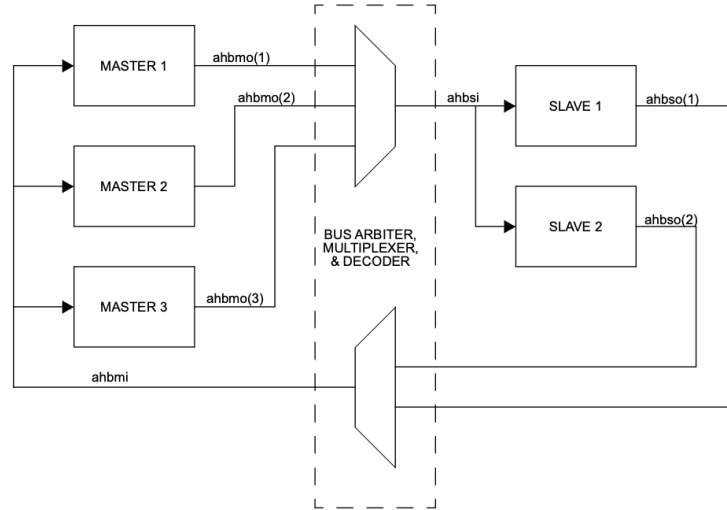 MASTER 1
ahbmo(1)
ahbmo(2)
MASTER 2
MASTER 3
ahbmo(3)
ahbmi
BUS ARBITER,
MULTIPLEXER,
& DECODER
ahbsi
SLAVE 1
ahbso(1)
SLAVE 2
ahbso(2)